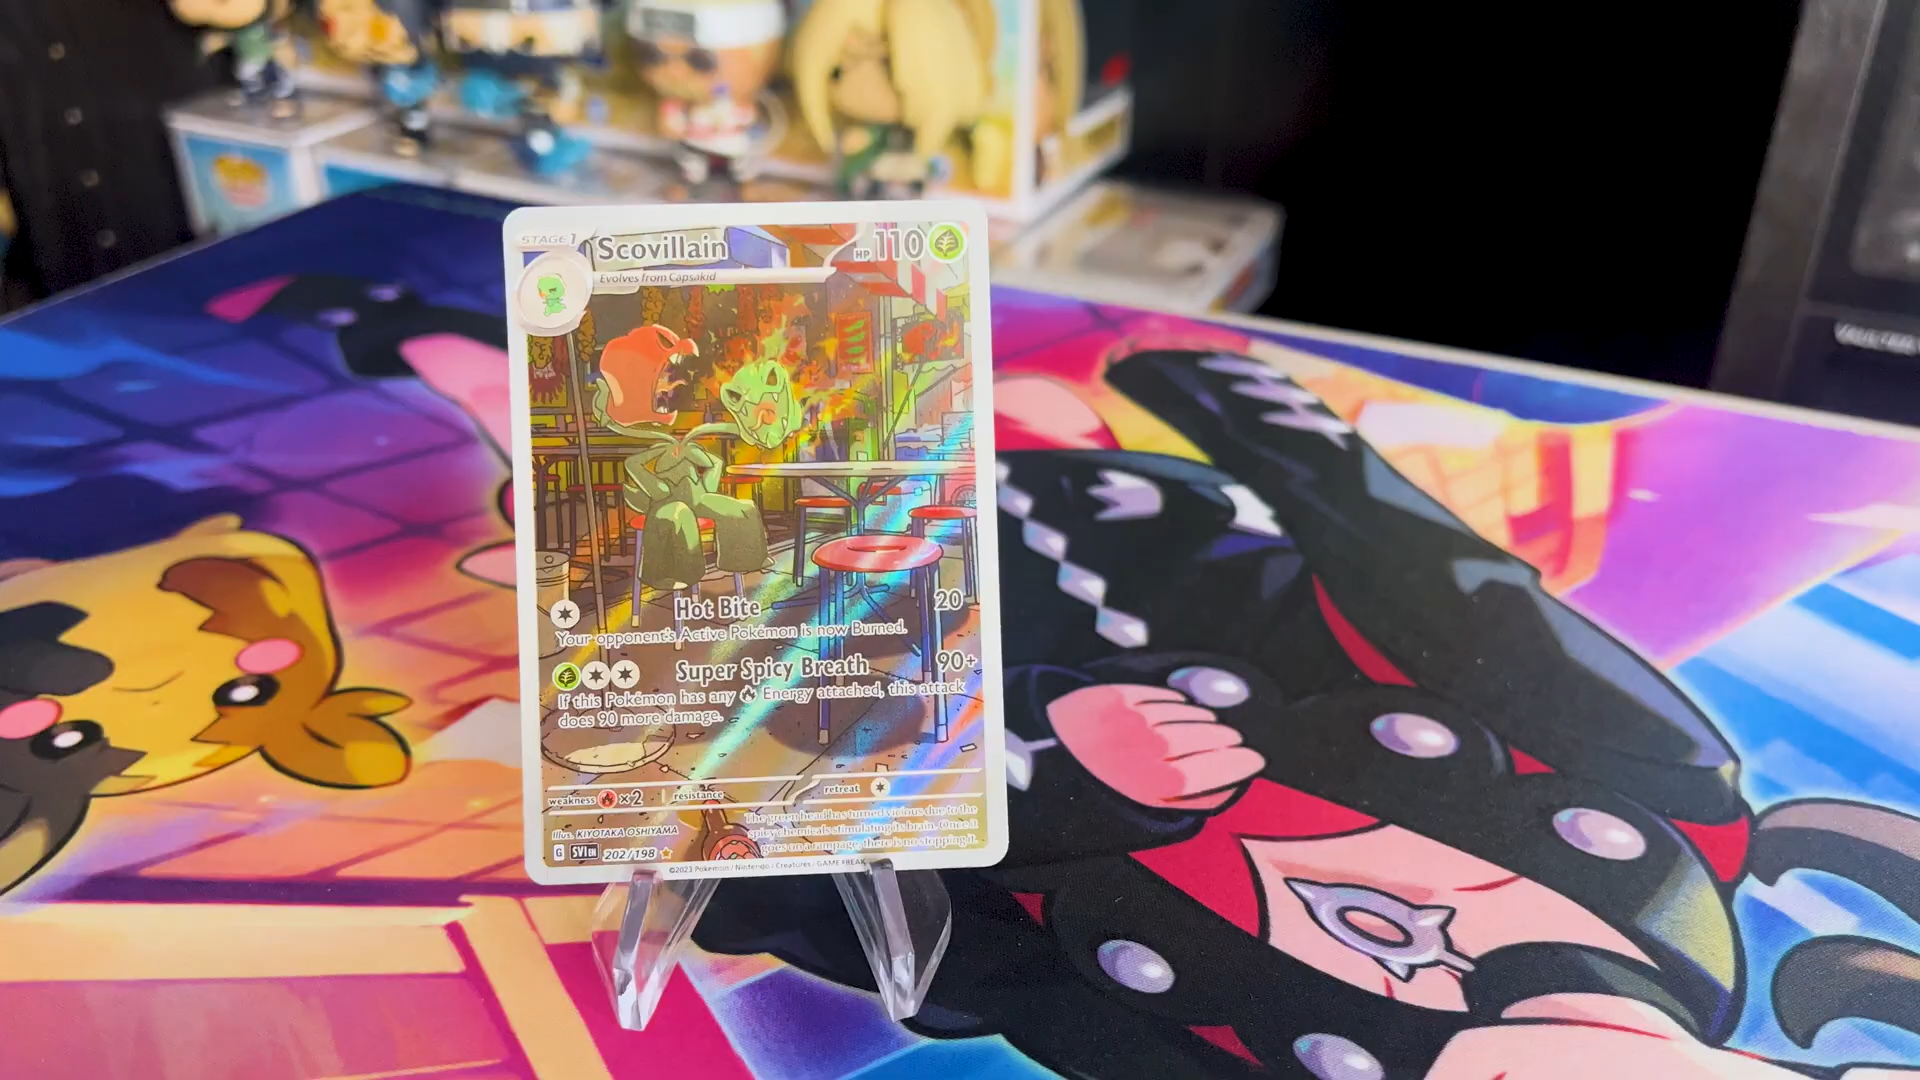 STAGE 1
Scovillain
HP 110
Evolves from Capsakid
Hot Bite 20
Your opponent's Active Pokémon is now Burned.
Super Spicy Breath 90+
If this Pokémon has any Energy attached, this attack
does 90 more damage.
weakness ×2 resistance retreat
Illus. KIYOTAKA OSHIYAMA
The green head has turned vicious due to the
spicy chemicals stimulating its brain. Once it
goes on a rampage, there is no stopping it.
G SVI EN 202/198
©2023 Pokémon / Nintendo / Creatures / GAME FREAK